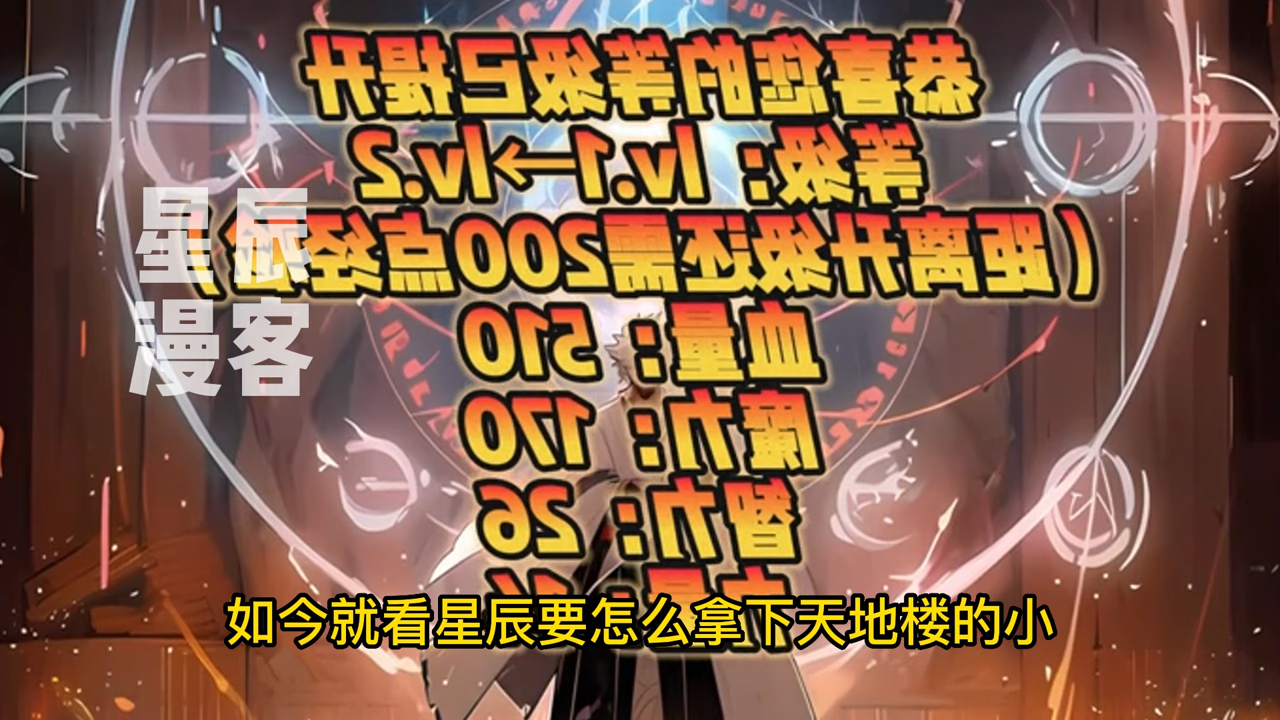 恭喜您的等级已提升
等级：lv.1→lv.2
（距离升级还需200点经验）
血量：510
魔力：170
智力：26
星辰
漫客
如今就看星辰要怎么拿下天地楼的小